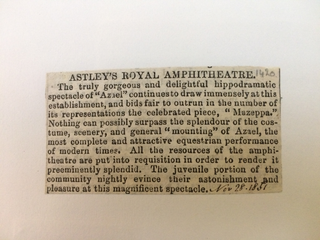 ASTLEY'S ROYAL AMPHITHEATRE.
The truly gorgeous and delightful hippodramatic
spectacle of "Azael" continues to draw immensely at this
establishment, and bids fair to outrun in the number of
its representations the celebrated piece, "Mazeppa."
Nothing can possibly surpass the splendour of the cos-
tume, scenery, and general "mounting" of Azael, the
most complete and attractive equestrian performance
of modern times. All the resources of the amphi-
theatre are put into requisition in order to render it
preeminently splendid. The juvenile portion of the
community nightly evince their astonishment and
pleasure at this magnificent spectacle. Nov 28. 1851